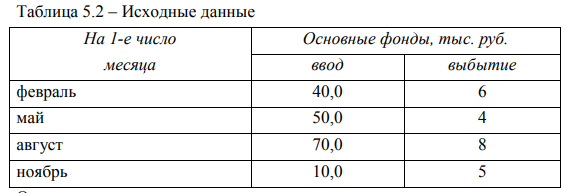 Таблица 5.2 – Исходные данные
На 1-е число месяца
Основные фонды, тыс. руб.
ввод выбытие
февраль 40,0 6
май 50,0 4
август 70,0 8
ноябрь 10,0 5